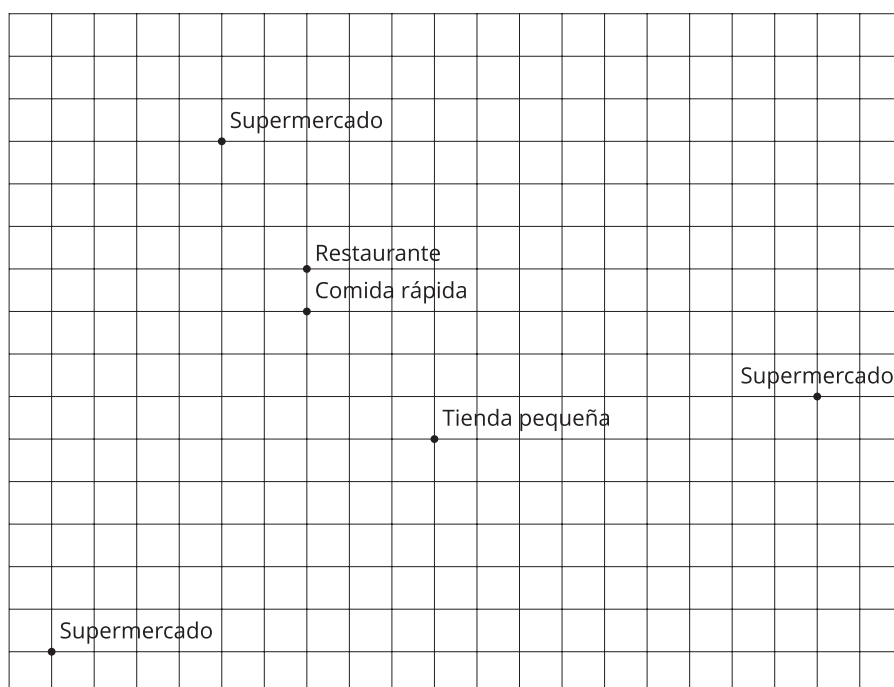 Supermercado
Restaurante
Comida rápida
Supermercado
Tienda pequeña
Supermercado